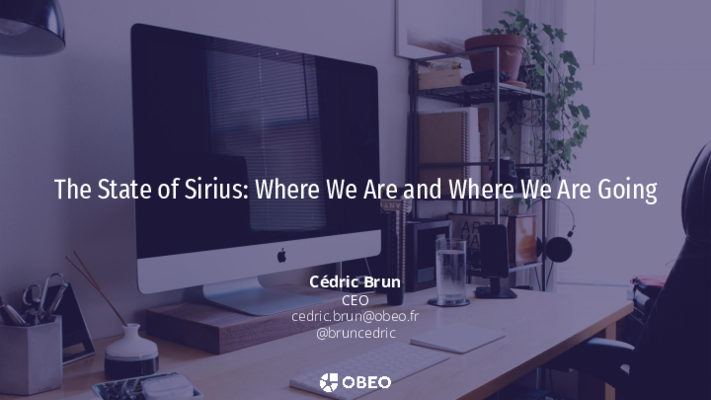 The State of Sirius: Where We Are and Where We Are Going
Cédric Brun
CEO
cedric.brun@obeo.fr
@bruncedric
OBEO